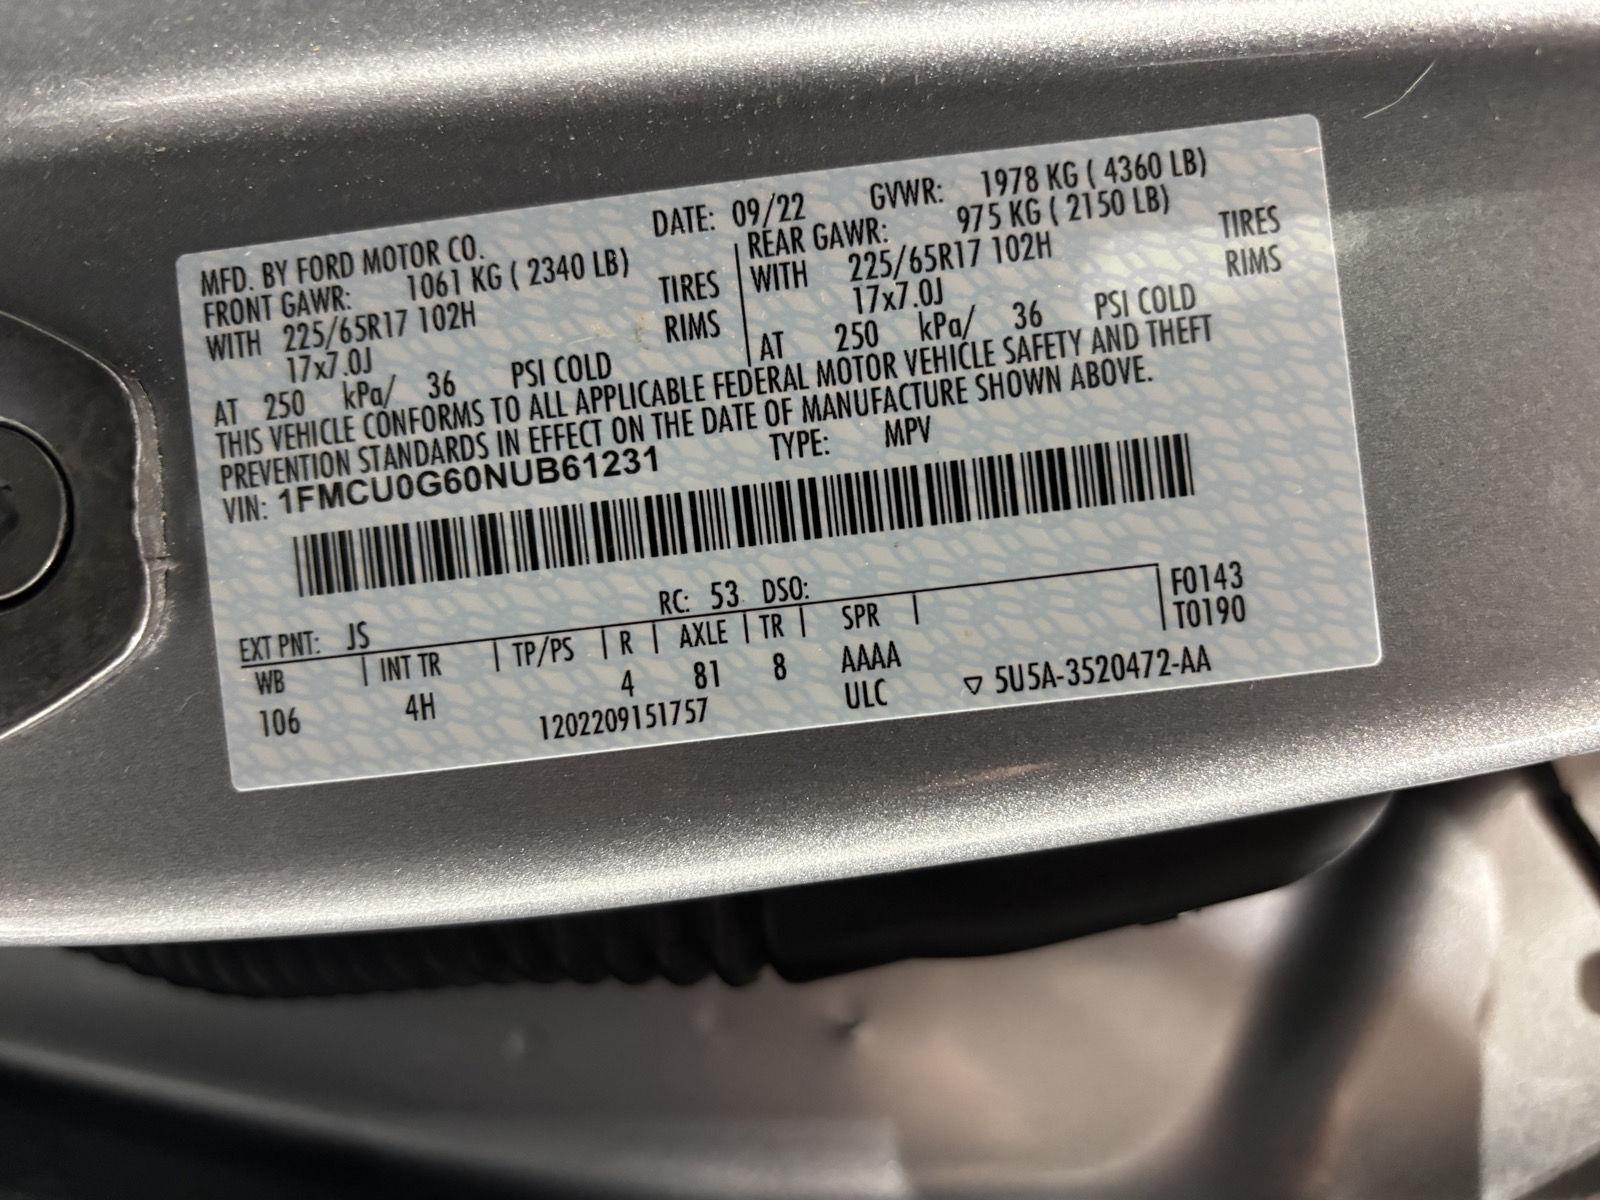 MFD. BY FORD MOTOR CO.
DATE: 09/22 GVWR: 1978 KG ( 4360 LB)
FRONT GAWR: 1061 KG ( 2340 LB)
WITH 225/65R17 102H TIRES
17x7.0J RIMS
AT 250 kPa/ 36 PSI COLD
REAR GAWR: 975 KG ( 2150 LB)
WITH 225/65R17 102H TIRES
17x7.0J RIMS
AT 250 kPa/ 36 PSI COLD
THIS VEHICLE CONFORMS TO ALL APPLICABLE FEDERAL MOTOR VEHICLE SAFETY AND THEFT
PREVENTION STANDARDS IN EFFECT ON THE DATE OF MANUFACTURE SHOWN ABOVE.
VIN: 1FMCU0G60NUB61231 TYPE: MPV
EXT PNT: JS RC: 53 DSO: F0143
WB INT TR TP/PS R AXLE TR SPR T0190
106 4H 4 81 8 AAAA
1202209151757 ULC ▽ 5U5A-3520472-AA